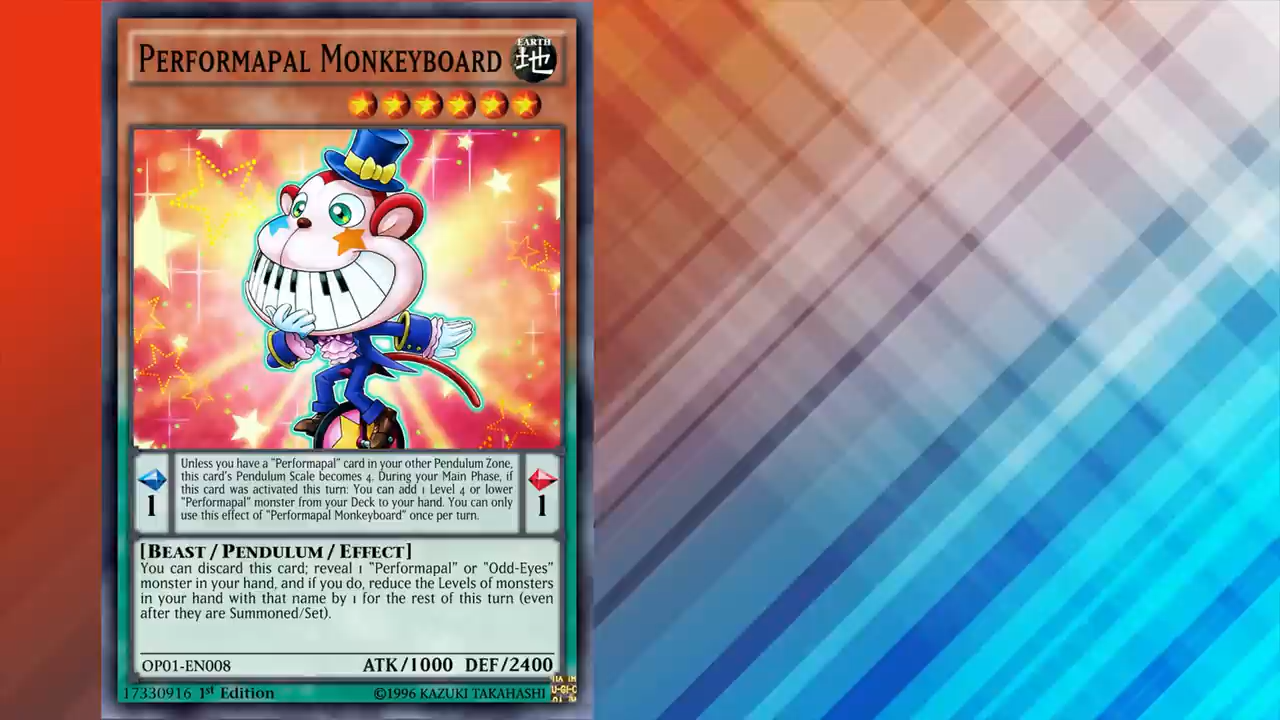 PERFORMAPAL MONKEYBOARD
EARTH
地
Unless you have a "Performapal" card in your other Pendulum Zone,
this card's Pendulum Scale becomes 4. During your Main Phase, if
this card was activated this turn: You can add 1 Level 4 or lower
"Performapal" monster from your Deck to your hand. You can only
use this effect of "Performapal Monkeyboard" once per turn.
1
1
[BEAST / PENDULUM / EFFECT]
You can discard this card; reveal 1 "Performapal" or "Odd-Eyes"
monster in your hand, and if you do, reduce the Levels of monsters
in your hand with that name by 1 for the rest of this turn (even
after they are Summoned/Set).
OP01-EN008
ATK/1000 DEF/2400
17330916 1st Edition
©1996 KAZUKI TAKAHASHI